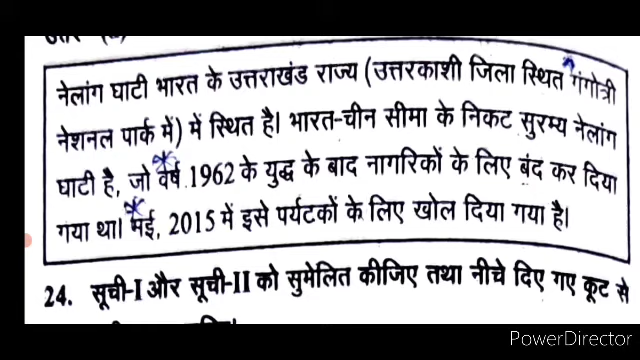 नेलांग घाटी भारत के उत्तराखंड राज्य (उत्तरकाशी जिला स्थित गंगोत्री
नेशनल पार्क में) में स्थित है। भारत-चीन सीमा के निकट सुरम्य नेलांग
घाटी है, जो वर्ष 1962 के युद्ध के बाद नागरिकों के लिए बंद कर दिया
गया था। मई, 2015 में इसे पर्यटकों के लिए खोल दिया गया है।
24. सूची-I और सूची-II को सुमेलित कीजिए तथा नीचे दिए गए कूट से
PowerDirector